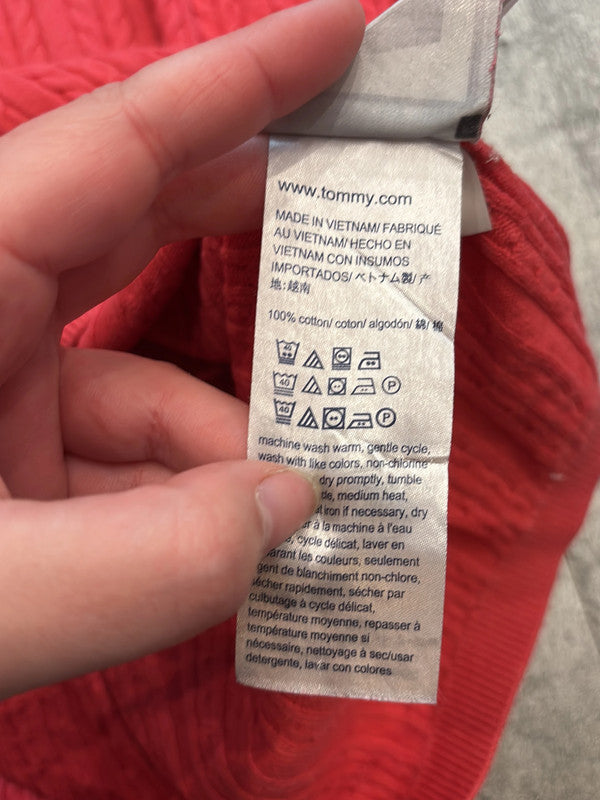 www.tommy.com
MADE IN VIETNAM/ FABRIQUÉ
AU VIETNAM/ HECHO EN
VIETNAM CON INSUMOS
IMPORTADOS/ ベトナム製/ 产
地:越南
100% cotton/ coton/ algodón/ 綿/ 棉
40
40 P
40 P
machine wash warm, gentle cycle,
wash with like colors, non-chlorine
dry promptly, tumble
medium heat,
iron if necessary, dry
à la machine à l'eau
cycle délicat, laver en
les couleurs, seulement
de blanchiment non-chlore,
sécher rapidement, sécher par
culbutage à cycle délicat,
température moyenne, repasser à
température moyenne si
nécessaire, nettoyage à sec/usar
detergente, lavar con colores